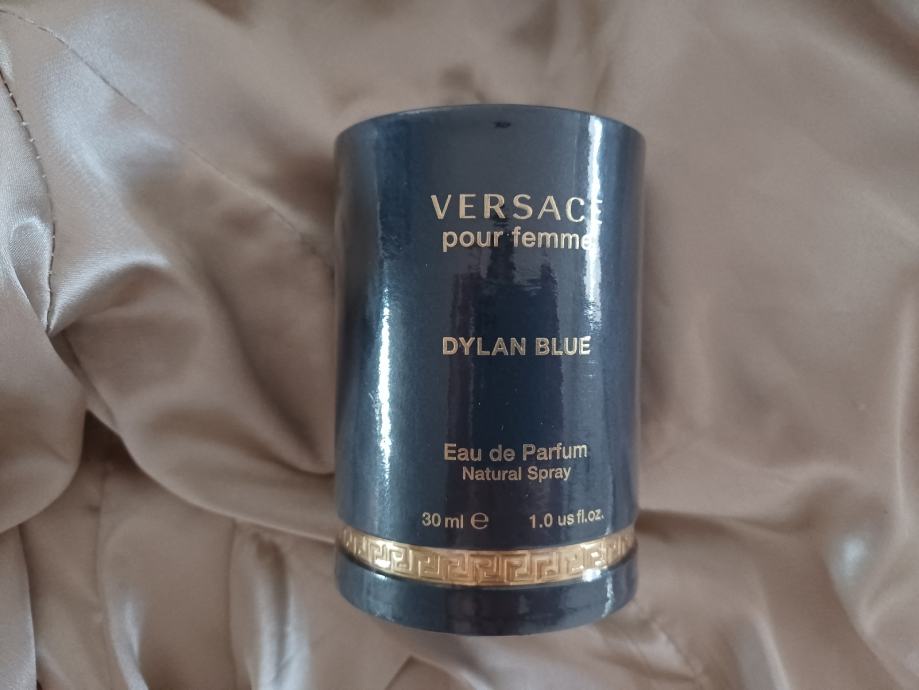 VERSACE
pour femme
DYLAN BLUE
Eau de Parfum
Natural Spray
30 ml ℮ 1.0 us fl.oz.